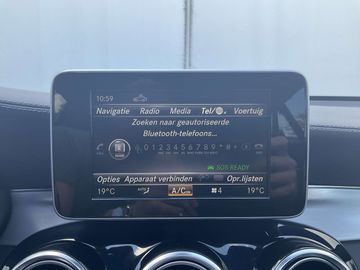 10:59
Navigatie Radio Media Tel/ Voertuig
Zoeken naar geautoriseerde
Bluetooth-telefoons...
0 1 2 3 4 5 6 7 8 9 * # +
SOS READY
Opties Apparaat verbinden Opr.lijsten
19°C A/C 4 19°C